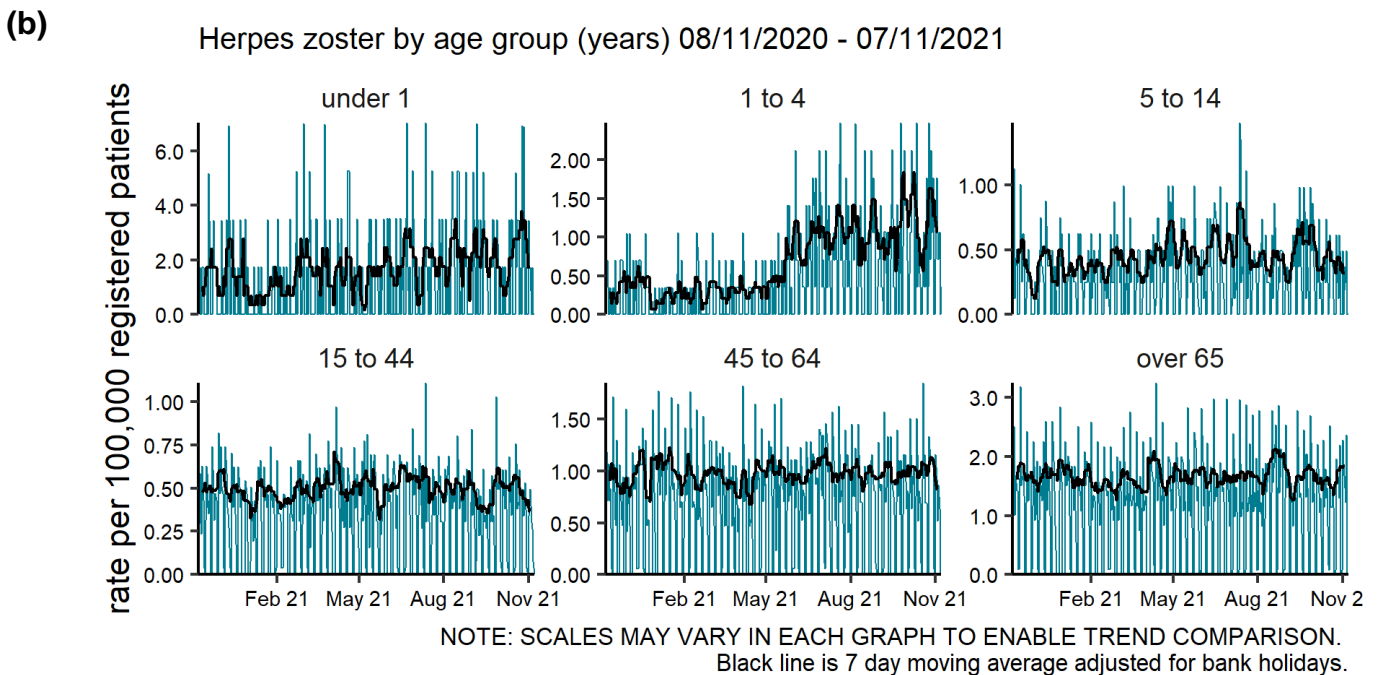 (b)
Herpes zoster by age group (years) 08/11/2020 - 07/11/2021
rate per 100,000 registered patients
under 1
1 to 4
5 to 14
6.0
4.0
2.0
0.0
2.00
1.50
1.00
0.50
0.00
1.00
0.50
0.00
15 to 44
45 to 64
over 65
1.00
0.75
0.50
0.25
0.00
1.50
1.00
0.50
0.00
3.0
2.0
1.0
0.0
Feb 21 May 21 Aug 21 Nov 21
Feb 21 May 21 Aug 21 Nov 21
Feb 21 May 21 Aug 21 Nov 2
NOTE: SCALES MAY VARY IN EACH GRAPH TO ENABLE TREND COMPARISON.
Black line is 7 day moving average adjusted for bank holidays.